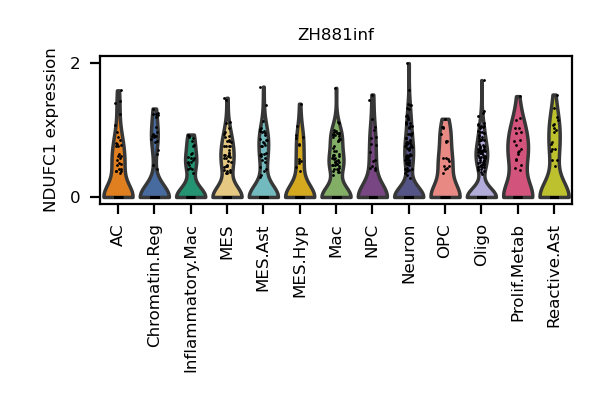 ZH881inf
NDUFC1 expression
2
0
AC
Chromatin.Reg
Inflammatory.Mac
MES
MES.Ast
MES.Hyp
Mac
NPC
Neuron
OPC
Oligo
Prolif.Metab
Reactive.Ast